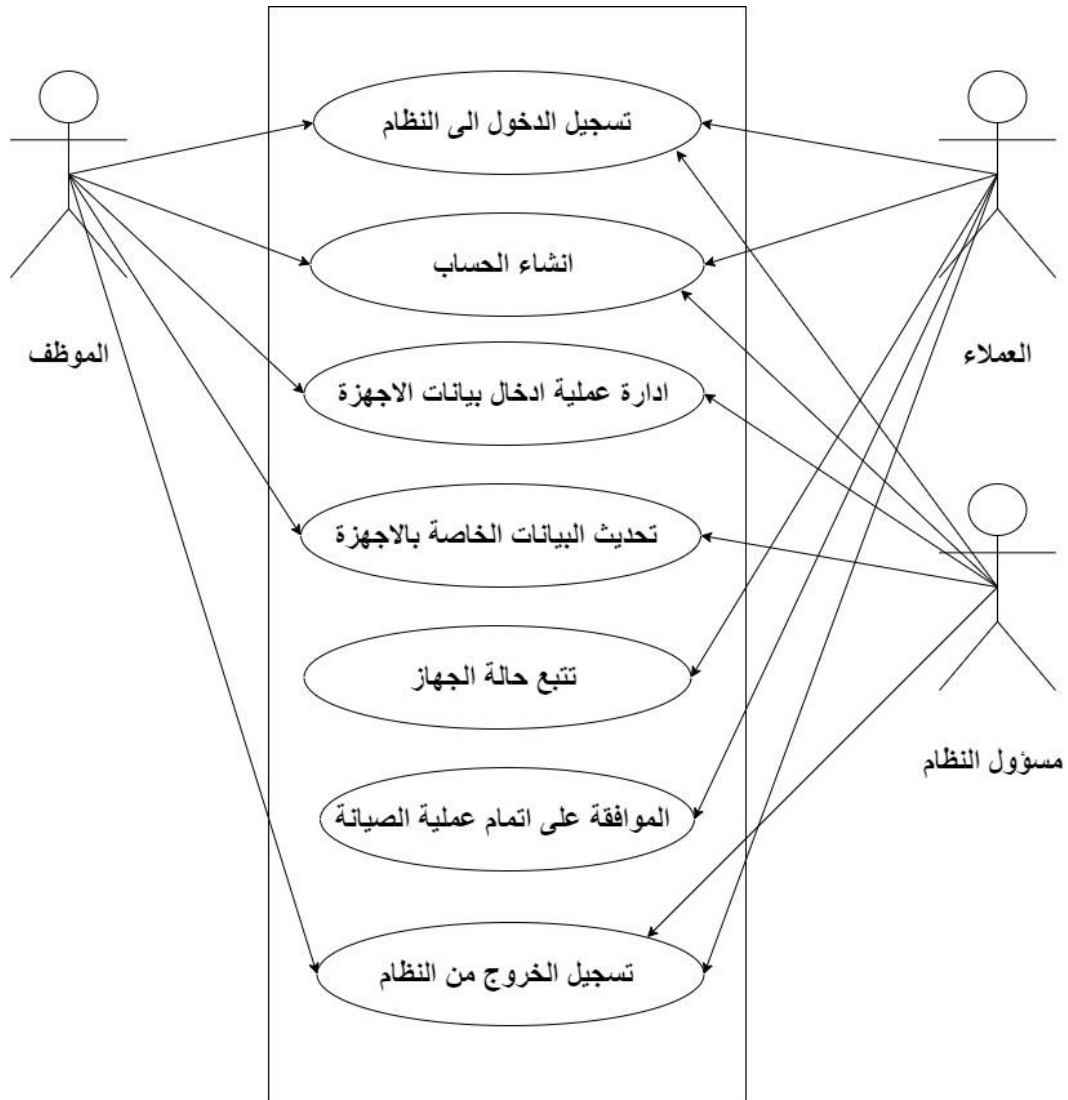 تسجيل الدخول الى النظام
انشاء الحساب
العملاء
الموظف
ادارة عملية ادخال بيانات الاجهزة
تحديث البيانات الخاصة بالاجهزة
تتبع حالة الجهاز
مسؤول النظام
الموافقة على اتمام عملية الصيانة
تسجيل الخروج من النظام